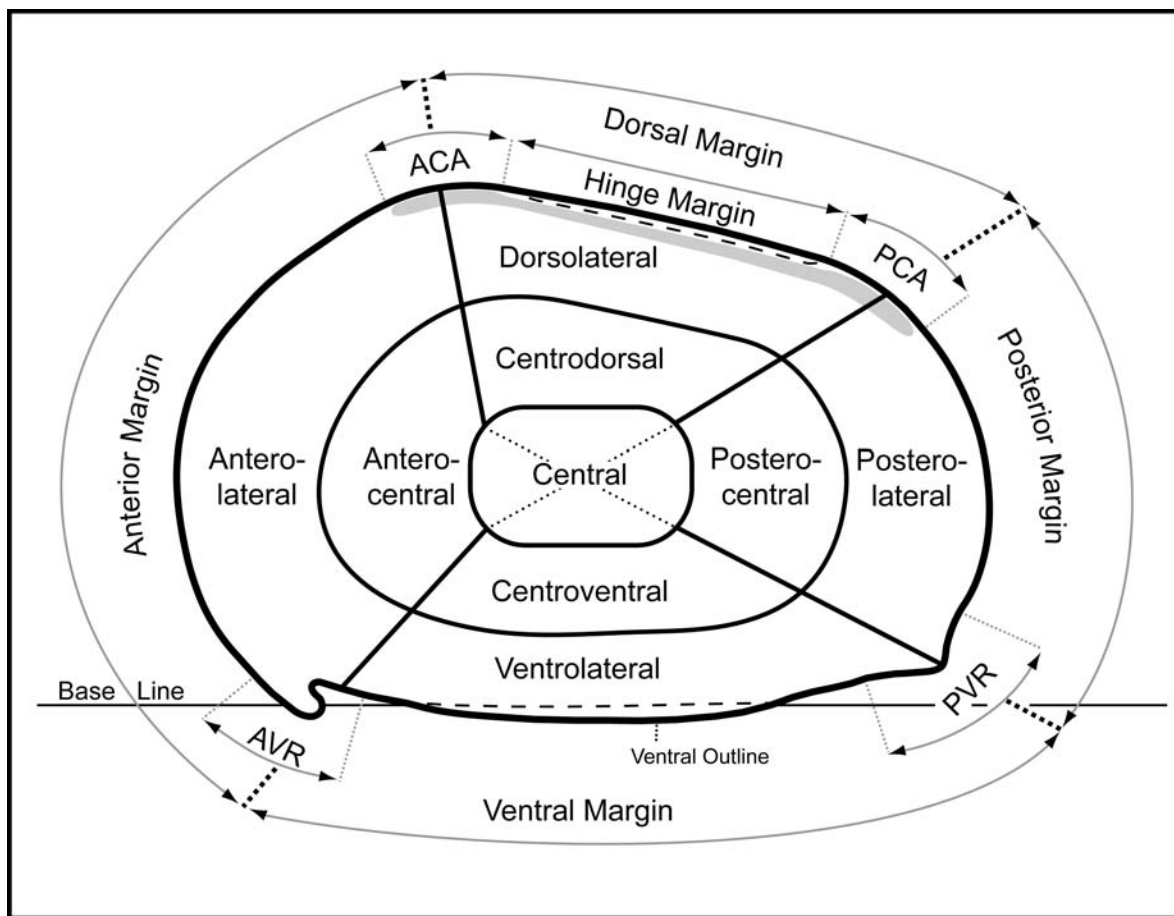 Dorsal Margin
ACA
Hinge Margin
PCA
Dorsolateral
Centrodorsal
Anterior Margin
Antero-
lateral
Antero-
central
Central
Postero-
central
Postero-
lateral
Posterior Margin
Centroventral
Ventrolateral
Base Line
AVR
PVR
Ventral Outline
Ventral Margin